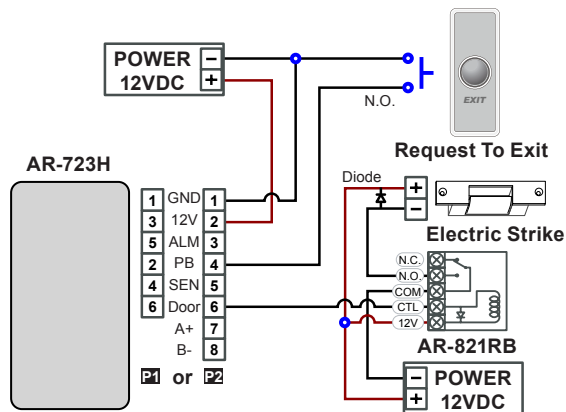 POWER -
12VDC +
N.O.
EXIT
Request To Exit
AR-723H
1 GND 1
3 12V 2
5 ALM 3
2 PB 4
4 SEN 5
6 Door 6
A+ 7
B- 8
P1 or P2
Diode
+
-
Electric Strike
N.C.
N.O.
COM
CTL
12V
AR-821RB
- POWER
+ 12VDC